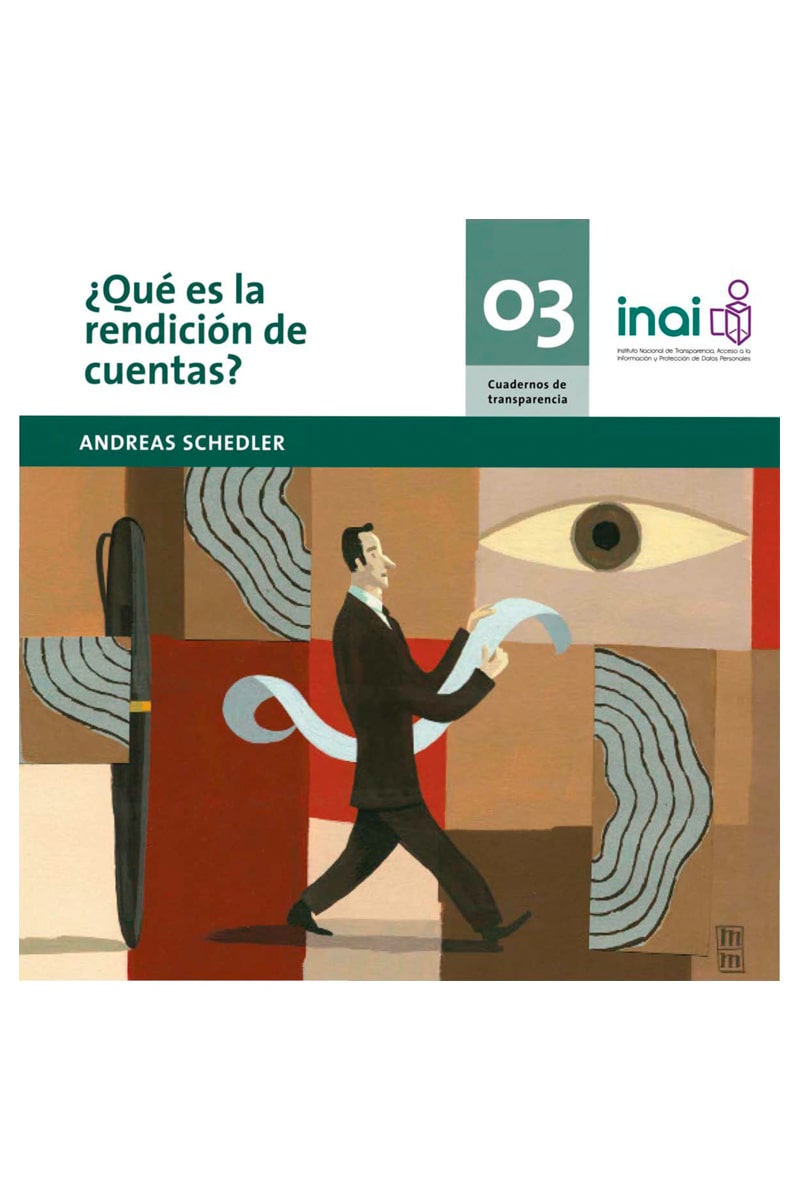 ¿Qué es la
rendición de
cuentas?
03
Cuadernos de
transparencia
inai
Instituto Nacional de Transparencia, Acceso a la
Información y Protección de Datos Personales
ANDREAS SCHEDLER
m
m